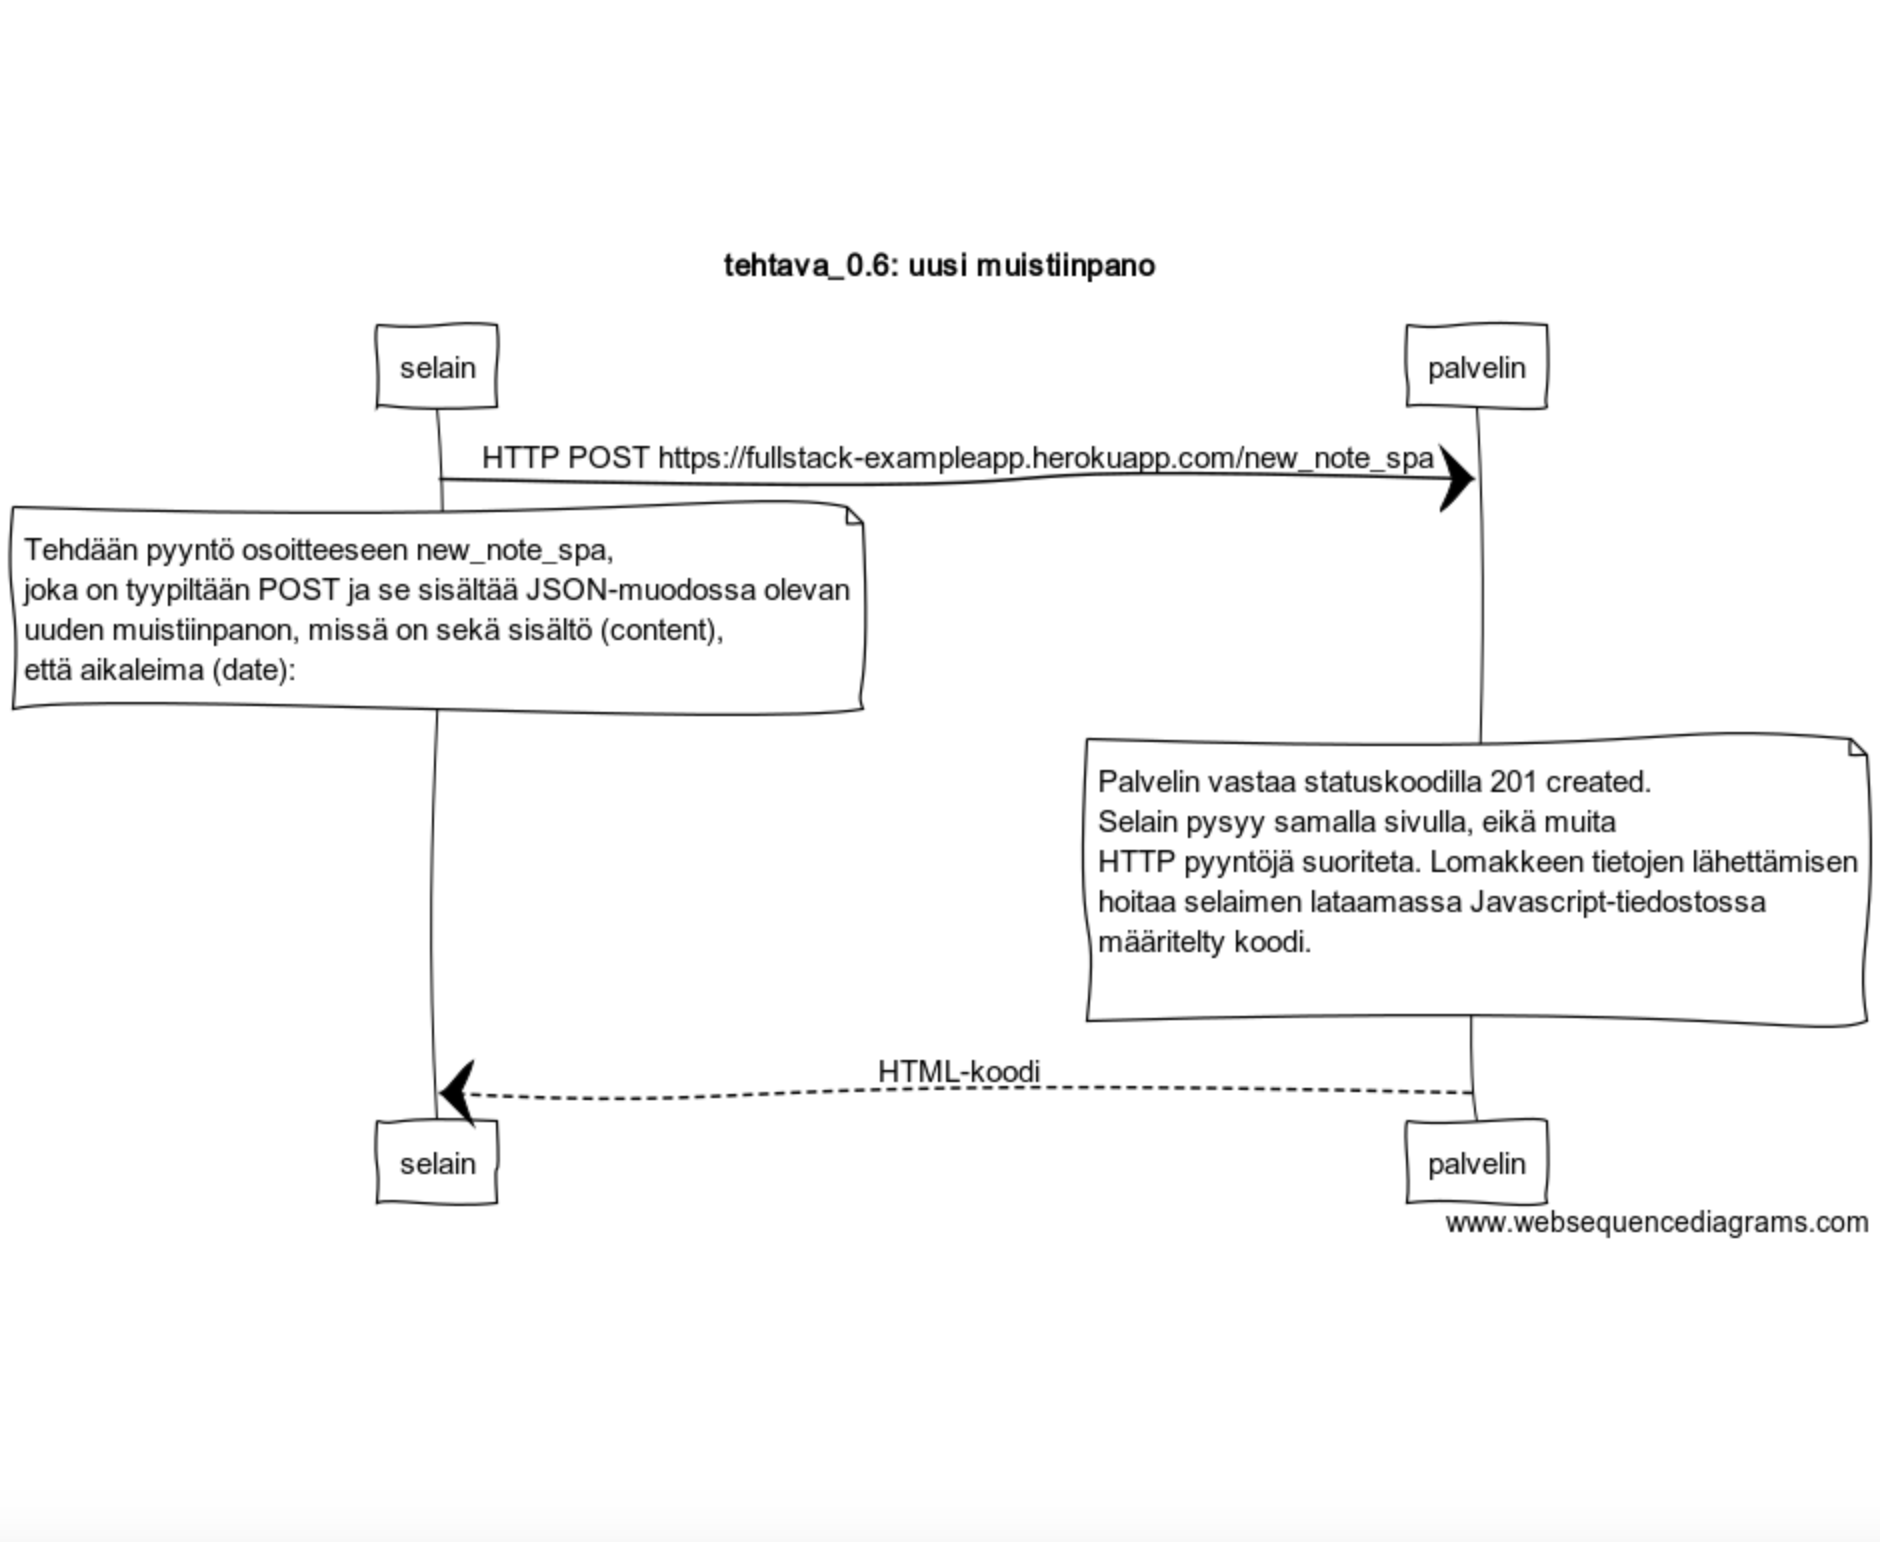 tehtava_0.6: uusi muistiinpano
selain
palvelin
HTTP POST https://fullstack-exampleapp.herokuapp.com/new_note_spa
Tehdään pyyntö osoitteeseen new_note_spa,
joka on tyypiltään POST ja se sisältää JSON-muodossa olevan
uuden muistiinpanon, missä on sekä sisältö (content),
että aikaleima (date):
Palvelin vastaa statuskoodilla 201 created.
Selain pysyy samalla sivulla, eikä muita
HTTP pyyntöjä suoriteta. Lomakkeen tietojen lähettämisen
hoitaa selaimen lataamassa Javascript-tiedostossa
määritelty koodi.
HTML-koodi
selain
palvelin
www.websequencediagrams.com